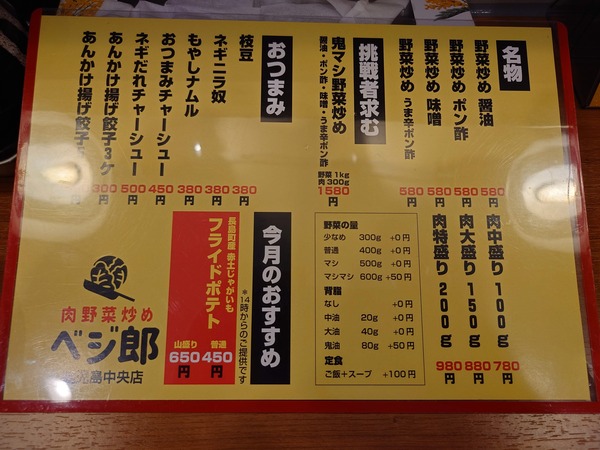 名物
野菜炒め 醤油 580円
野菜炒め ポン酢 580円
野菜炒め 味噌 580円
野菜炒め うま辛ポン酢 580円
肉中盛り 100g 780円
肉大盛り 150g 880円
肉特盛り 200g 980円
挑戦者求む
鬼マシ野菜炒め
醤油・ポン酢・味噌・うま辛ポン酢
野菜 1kg
肉 300g
1580円
野菜の量
少なめ 300g +0円
普通 400g +0円
マシ 500g +0円
マシマシ 600g +50円
背脂
なし +0円
中油 20g +0円
大油 40g +0円
鬼油 80g +50円
定食
ご飯+スープ +100円
おつまみ
枝豆 380円
ネギニラ奴 380円
もやしナムル 380円
おつまみチャーシュー 450円
ネギだれチャーシュー 500円
あんかけ揚げ餃子3ケ 300円
あんかけ揚げ餃子
今月のおすすめ
*14時からのご提供です
長島町産 赤土じゃがいも
フライドポテト
普通 450円
山盛り 650円
肉野菜炒め
ベジ郎
児島中央店